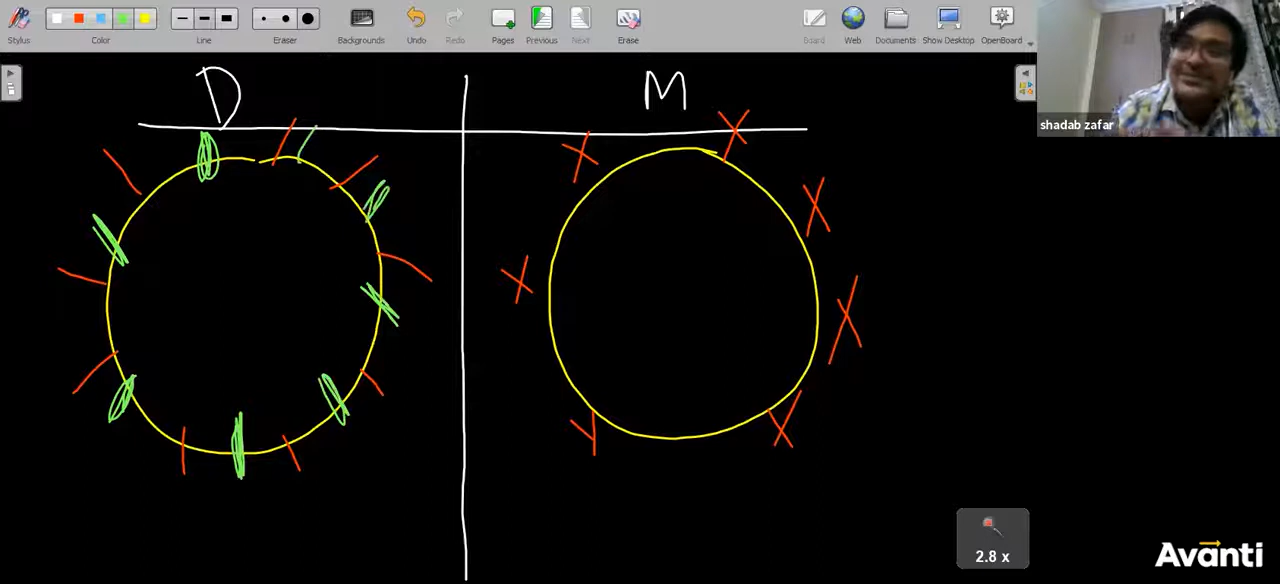 Stylus Color Line Eraser Backgrounds Undo Redo Pages Previous Next Erase Board Web Documents Show Desktop OpenBoard
shadab zafar
D M
2.8 x
Avanti